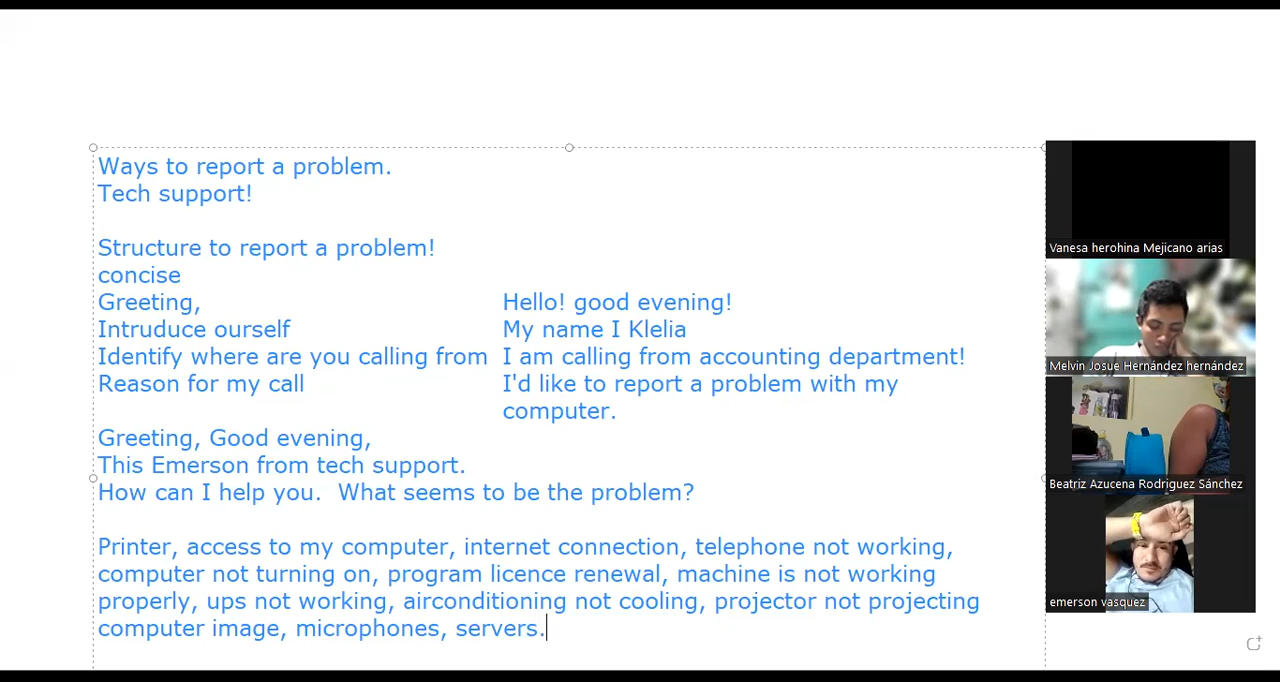 Ways to report a problem.
Tech support!
Structure to report a problem!
concise
Greeting,
Intruduce ourself
Identify where are you calling from
Reason for my call
Hello! good evening!
My name I Klelia
I am calling from accounting department!
I'd like to report a problem with my
computer.
Greeting, Good evening,
This Emerson from tech support.
How can I help you.  What seems to be the problem?
Printer, access to my computer, internet connection, telephone not working,
computer not turning on, program licence renewal, machine is not working
properly, ups not working, airconditioning not cooling, projector not projecting
computer image, microphones, servers.
Vanesa herohina Mejicano arias
Melvin Josue Hernández hernández
Beatriz Azucena Rodriguez Sánchez
emerson vasquez